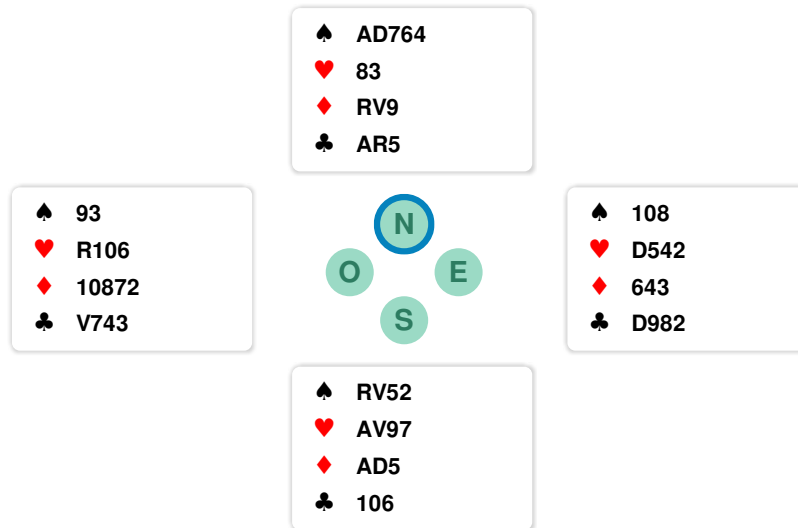 ♠ AD764
♥ 83
♦ RV9
♣ AR5
♠ 93
♥ R106
♦ 10872
♣ V743
N
O E
S
♠ 108
♥ D542
♦ 643
♣ D982
♠ RV52
♥ AV97
♦ AD5
♣ 106